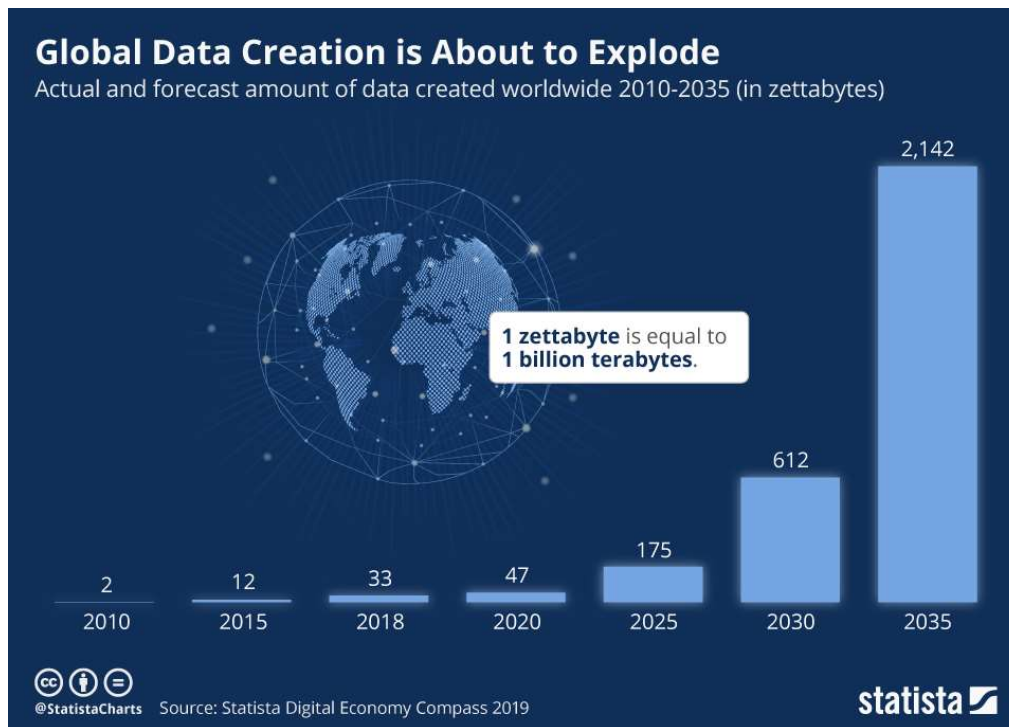 Global Data Creation is About to Explode
Actual and forecast amount of data created worldwide 2010-2035 (in zettabytes)
2,142
1 zettabyte is equal to
1 billion terabytes.
612
175
47
33
12
2
2010 2015 2018 2020 2025 2030 2035
cc
@StatistaCharts Source: Statista Digital Economy Compass 2019
statista